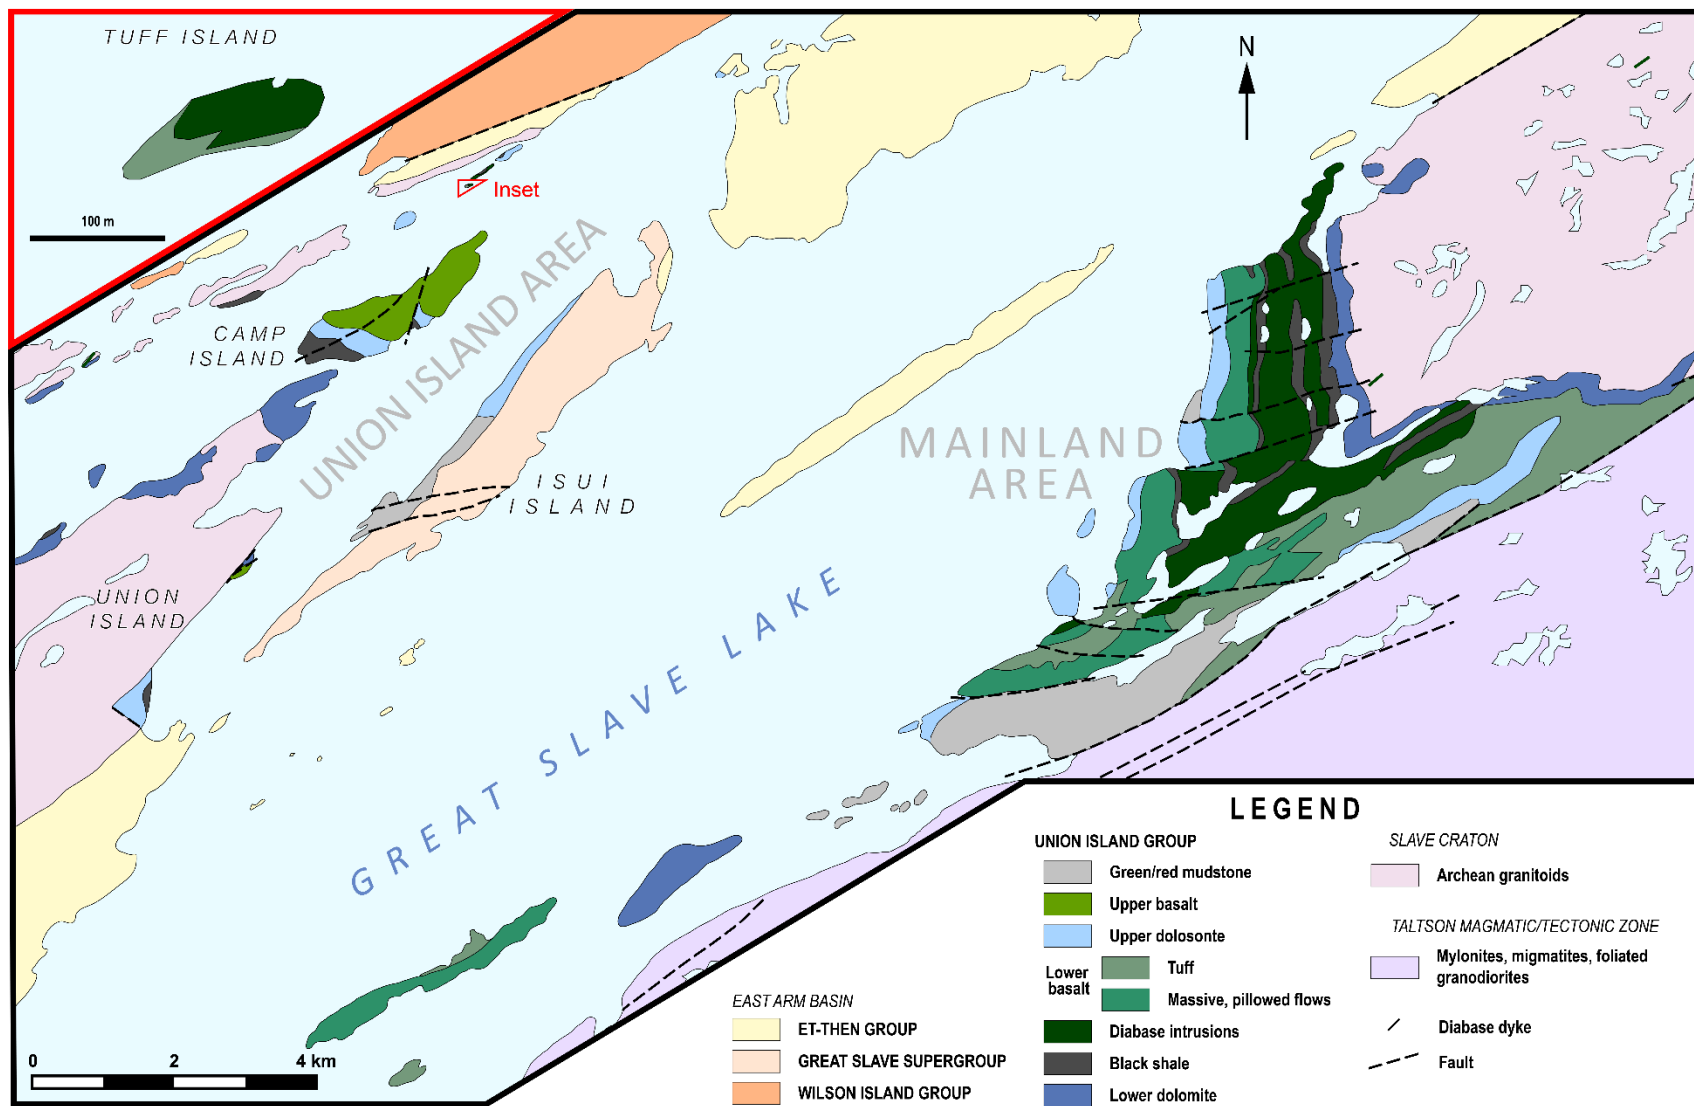 TUFF ISLAND
100 m
N
Inset
CAMP
ISLAND
UNION ISLAND AREA
MAINLAND
AREA
ISUI
ISLAND
UNION
ISLAND
GREAT SLAVE LAKE
0 2 4 km
LEGEND
UNION ISLAND GROUP
Green/red mudstone
Upper basalt
Upper dolosonte
Lower
basalt
Tuff
Massive, pillowed flows
Diabase intrusions
Black shale
Lower dolomite
EAST ARM BASIN
ET-THEN GROUP
GREAT SLAVE SUPERGROUP
WILSON ISLAND GROUP
SLAVE CRATON
Archean granitoids
TALTSON MAGMATIC/TECTONIC ZONE
Mylonites, migmatites, foliated
granodiorites
Diabase dyke
Fault